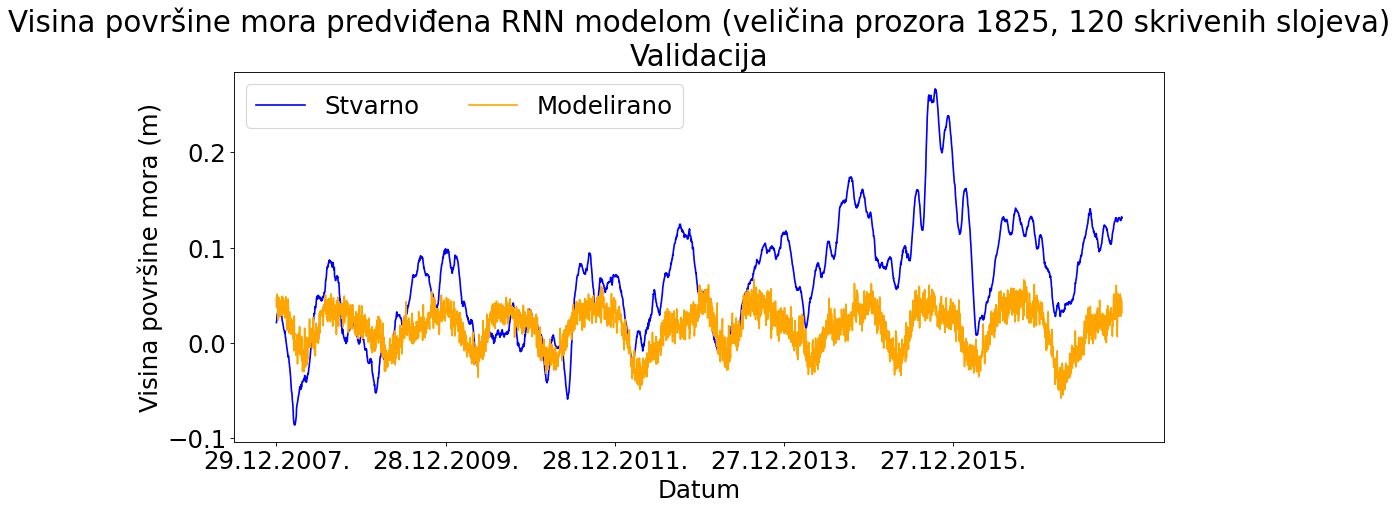 Visina površine mora predviđena RNN modelom (veličina prozora 1825, 120 skrivenih slojeva)
Validacija
Stvarno
Modelirano
Visina površine mora (m)
0.2
0.1
0.0
−0.1
29.12.2007.
28.12.2009.
28.12.2011.
27.12.2013.
27.12.2015.
Datum